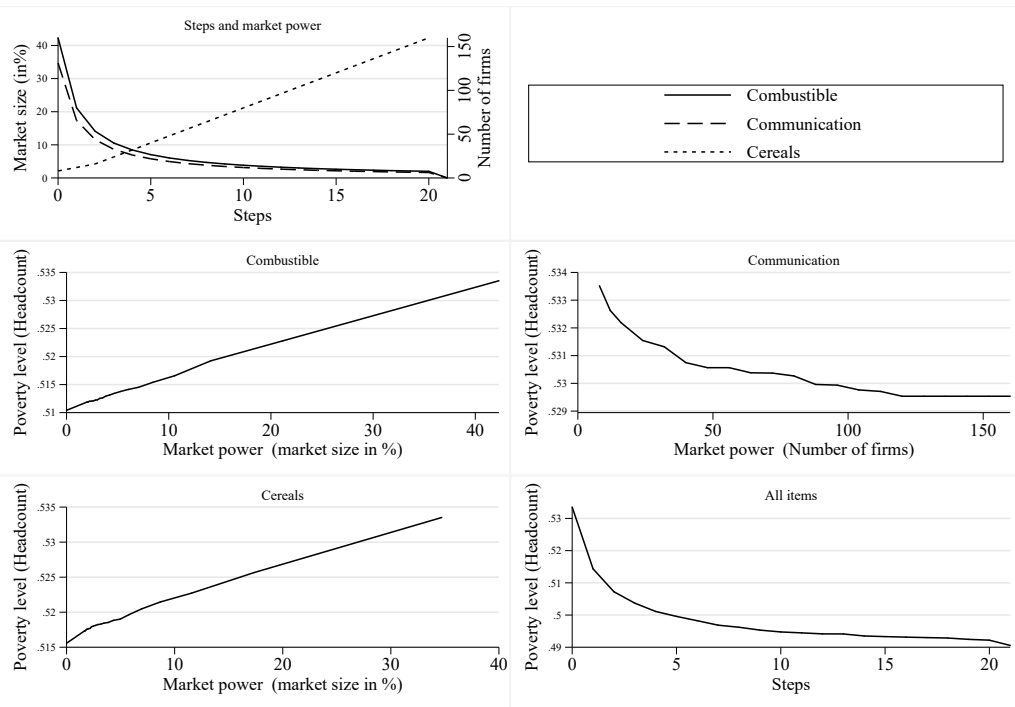 Steps and market power
Market size (in%)
40
30
20
10
0
150
100
50
0
Number of firms
0 5 10 15 20
Steps
Combustible
Communication
Cereals
Combustible
Poverty level (Headcount)
.535
.53
.525
.52
.515
.51
0 10 20 30 40
Market power (market size in %)
Communication
Poverty level (Headcount)
.534
.533
.532
.531
.53
.529
0 50 100 150
Market power (Number of firms)
Cereals
Poverty level (Headcount)
.535
.53
.525
.52
.515
0 10 20 30 40
Market power (market size in %)
All items
Poverty level (Headcount)
.53
.52
.51
.5
.49
0 5 10 15 20
Steps